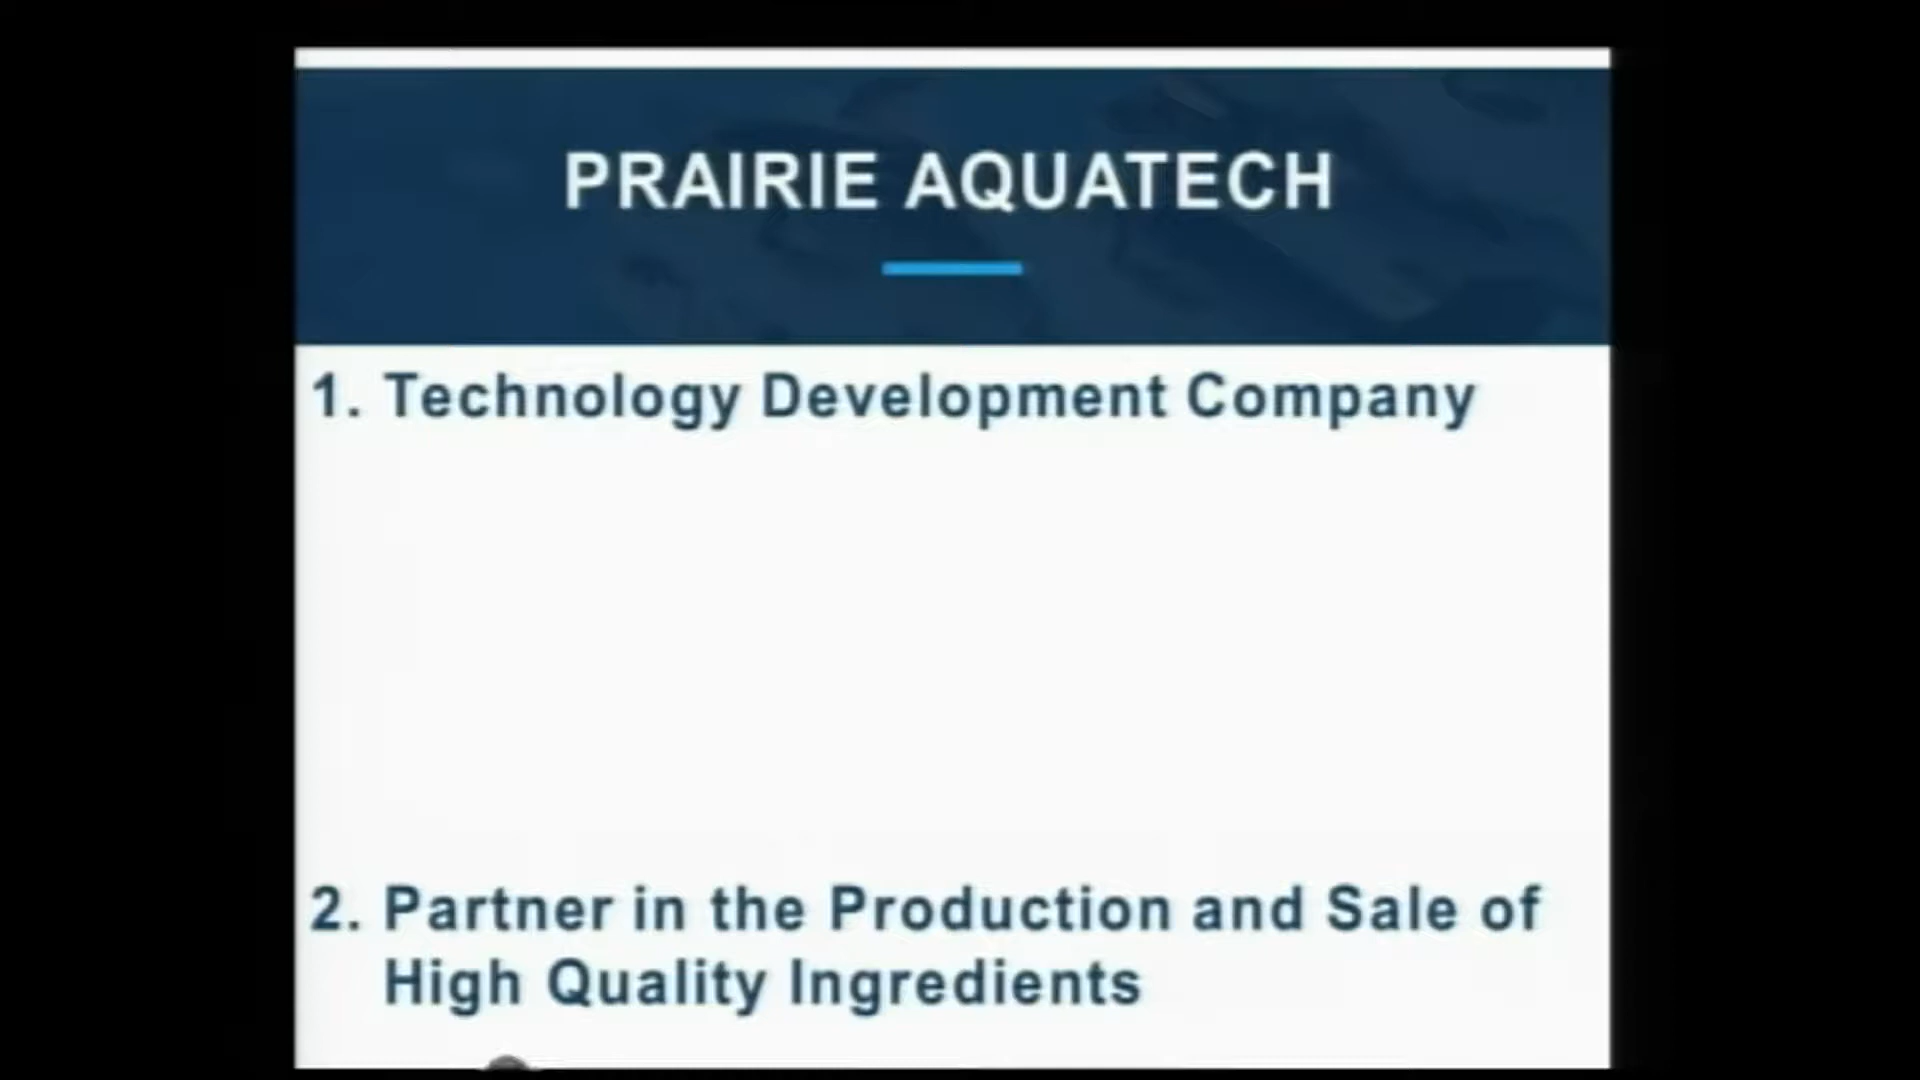 PRAIRIE AQUATECH
1. Technology Development Company
2. Partner in the Production and Sale of
High Quality Ingredients